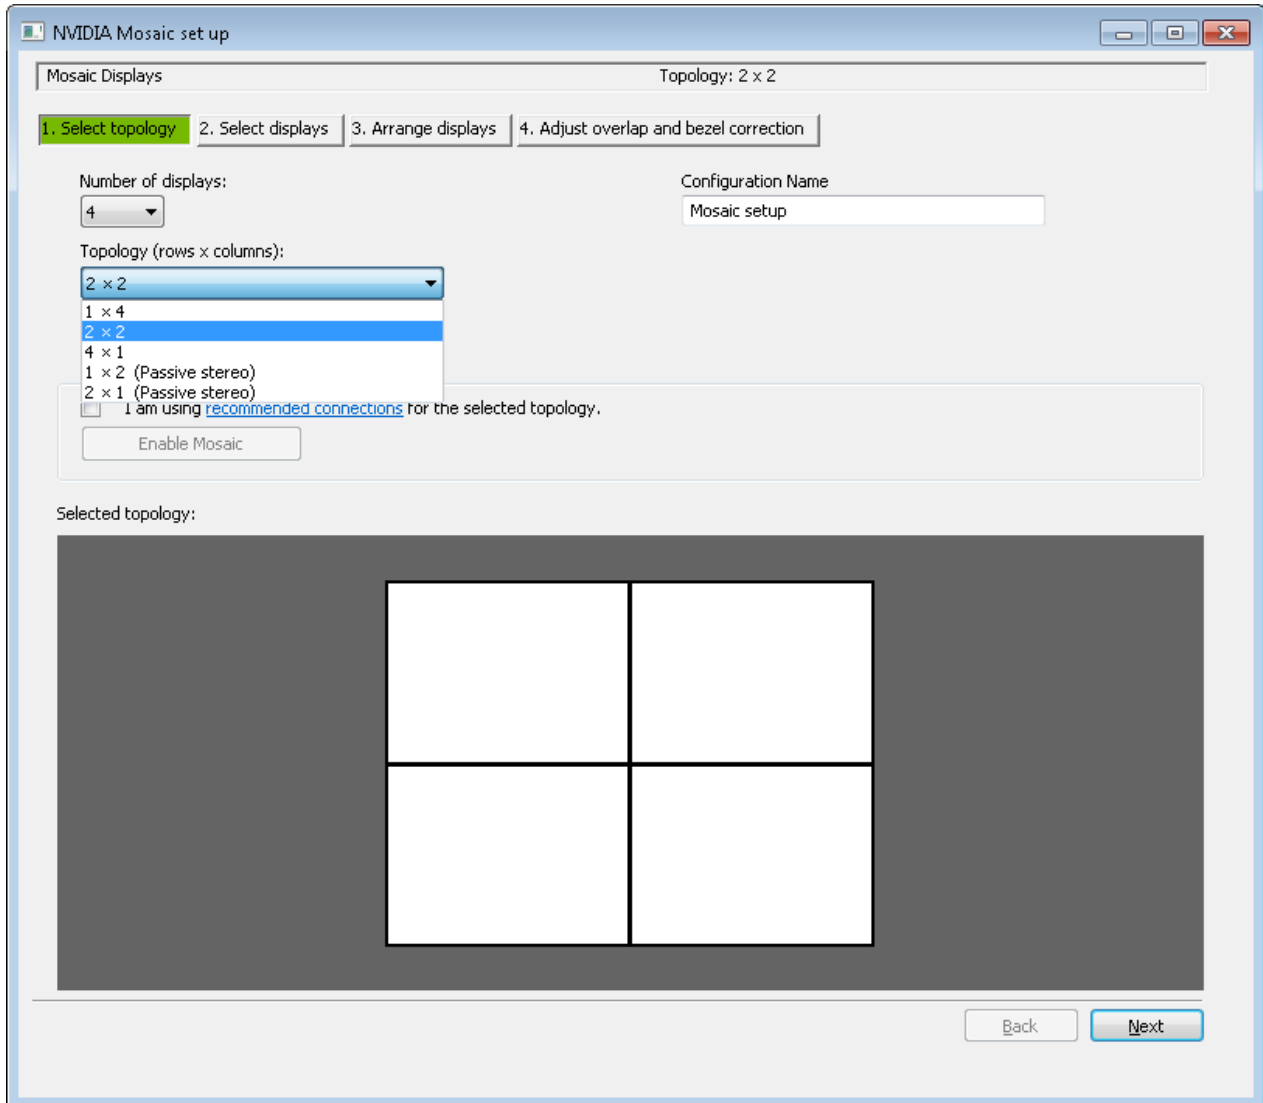 NVIDIA Mosaic set up
Mosaic Displays Topology: 2 x 2
1. Select topology 2. Select displays 3. Arrange displays 4. Adjust overlap and bezel correction
Number of displays: Configuration Name
4 Mosaic setup
Topology (rows x columns):
2 × 2
1 × 4
2 × 2
4 × 1
1 × 2 (Passive stereo)
2 × 1 (Passive stereo)
I am using recommended connections for the selected topology.
Enable Mosaic
Selected topology:
Back Next